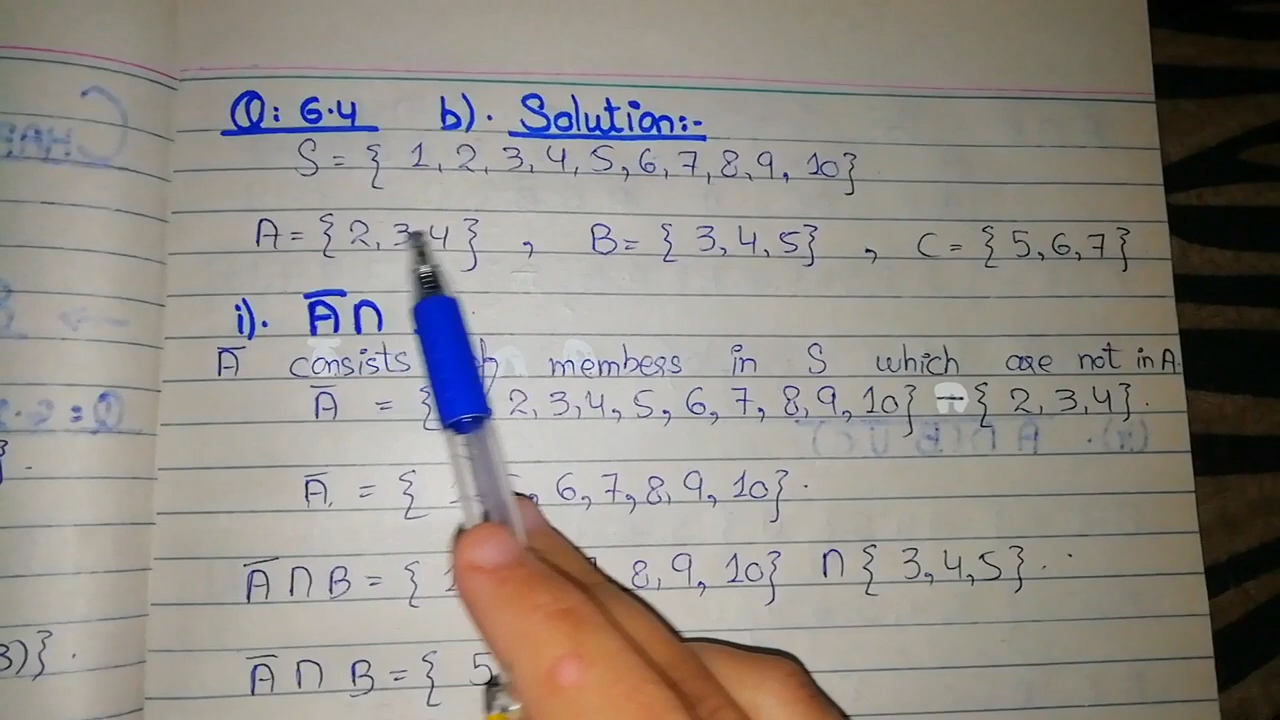 Q: 6.4 b). Solution:-
S = { 1, 2, 3, 4, 5, 6, 7, 8, 9, 10}
A = { 2, 3, 4 } , B = { 3, 4, 5} , C = { 5, 6, 7}
i). A̅ ∩
A̅ consists members in S which are not in A.
A̅ = { 2, 3, 4, 5, 6, 7, 8, 9, 10} - { 2, 3, 4}.
A̅ = { 6, 7, 8, 9, 10}.
A̅ ∩ B = { 1 8, 9, 10} ∩ { 3, 4, 5}.
A̅ ∩ B = { 5
3)}.